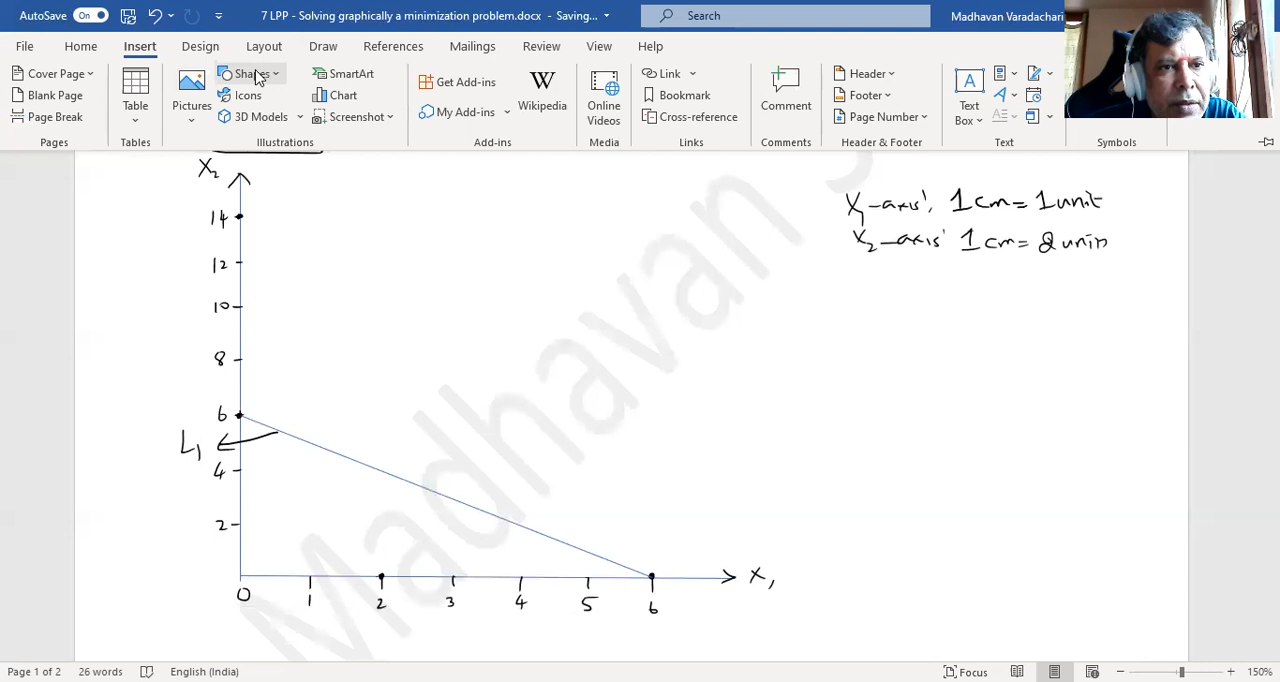 AutoSave On 7 LPP - Solving graphically a minimization problem.docx - Saving... Search Madhavan Varadachari
File Home Insert Design Layout Draw References Mailings Review View Help
Cover Page
Blank Page
Page Break
Pages
Table
Tables
Pictures
Shapes
Icons
3D Models
SmartArt
Chart
Screenshot
Illustrations
Get Add-ins
My Add-ins
Wikipedia
Add-ins
Online Videos
Media
Link
Bookmark
Cross-reference
Links
Comment
Comments
Header
Footer
Page Number
Header & Footer
Text Box
Text
Symbols
X₂
14
12
10
8
6
L₁
4
2
0 1 2 3 4 5 6 X₁
X₁-axis: 1 cm = 1 unit
X₂-axis: 1 cm = 2 unit
Madhavan
Page 1 of 2 26 words English (India) Focus 150%